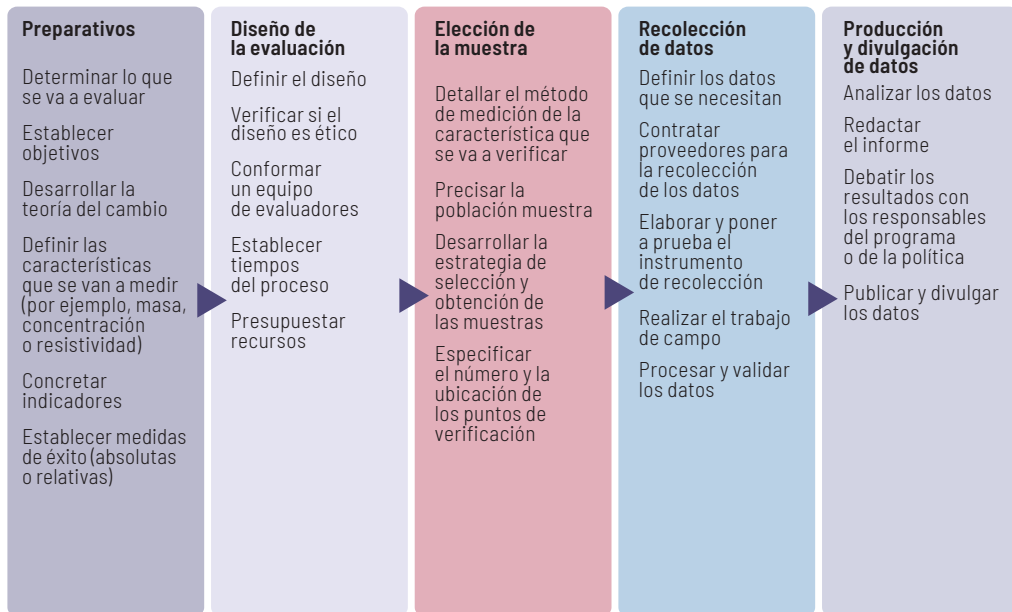 Preparativos
Determinar lo que
se va a evaluar
Establecer
objetivos
Desarrollar la
teoría del cambio
Definir las
características
que se van a medir
(por ejemplo, masa,
concentración
o resistividad)
Concretar
indicadores
Establecer medidas
de éxito (absolutas
o relativas)
Diseño de
la evaluación
Definir el diseño
Verificar si el
diseño es ético
Conformar
un equipo
de evaluadores
Establecer
tiempos
del proceso
Presupuestar
recursos
Elección de
la muestra
Detallar el método
de medición de la
característica que
se va a verificar
Precisar la
población muestra
Desarrollar la
estrategia de
selección y
obtención de
las muestras
Especificar
el número y la
ubicación de
los puntos de
verificación
Recolección
de datos
Definir los datos
que se necesitan
Contratar
proveedores para
la recolección
de los datos
Elaborar y poner
a prueba el
instrumento
de recolección
Realizar el trabajo
de campo
Procesar y validar
los datos
Producción
y divulgación
de datos
Analizar los datos
Redactar
el informe
Debatir los
resultados con
los responsables
del programa
o de la política
Publicar y divulgar
los datos